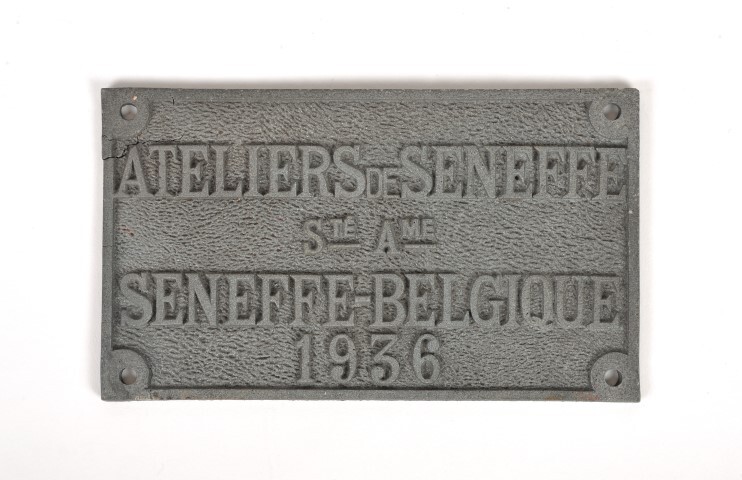 ATELIERS DE SENEFFE
STÉ AME
SENEFFE-BELGIQUE
1936